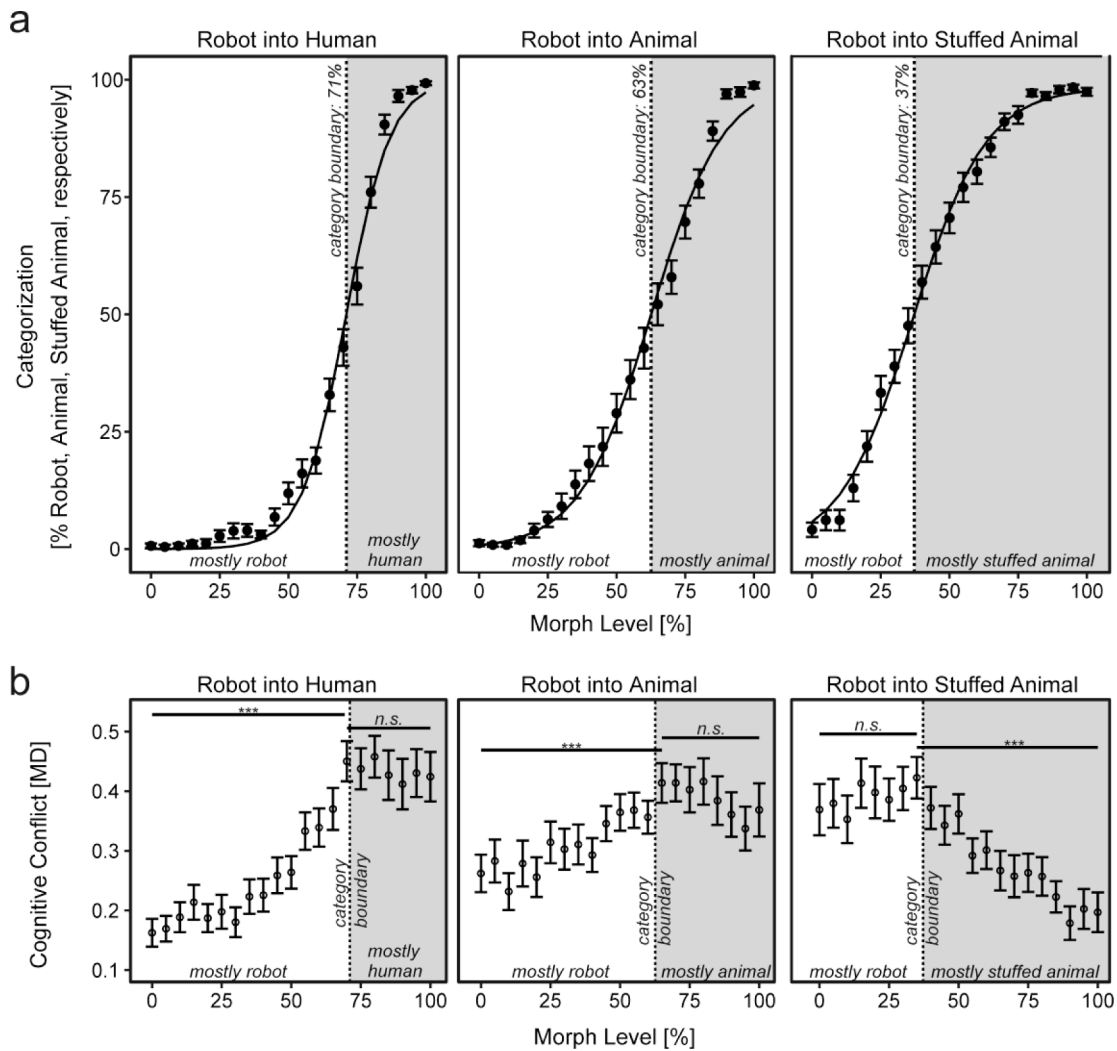 a
Robot into Human
Robot into Animal
Robot into Stuffed Animal
Categorization
[% Robot, Animal, Stuffed Animal, respectively]
100
75
50
25
0
category boundary: 71%
category boundary: 63%
category boundary: 37%
mostly robot
mostly
human
mostly robot
mostly animal
mostly robot
mostly stuffed animal
0 25 50 75 100
0 25 50 75 100
0 25 50 75 100
Morph Level [%]
b
Robot into Human
Robot into Animal
Robot into Stuffed Animal
Cognitive Conflict [MD]
0.5
0.4
0.3
0.2
0.1
***
n.s.
***
n.s.
n.s.
***
category
boundary
category
boundary
category
boundary
mostly robot
mostly
human
mostly robot
mostly animal
mostly robot
mostly stuffed animal
0 25 50 75 100
0 25 50 75 100
0 25 50 75 100
Morph Level [%]